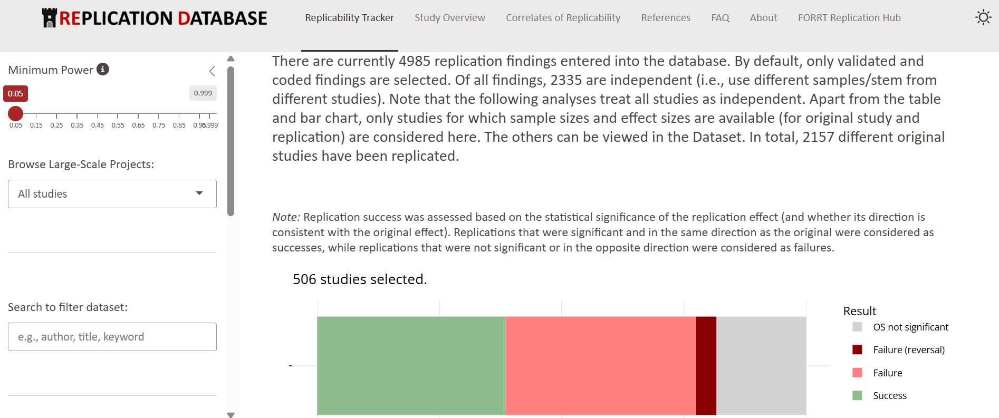 REPLICATION DATABASE
Replicability Tracker
Study Overview
Correlates of Replicability
References
FAQ
About
FORRT Replication Hub
Minimum Power
0.05
0.999
0.05 0.15 0.25 0.35 0.45 0.55 0.65 0.75 0.85 0.95 0.999
Browse Large-Scale Projects:
All studies
Search to filter dataset:
e.g., author, title, keyword
There are currently 4985 replication findings entered into the database. By default, only validated and
coded findings are selected. Of all findings, 2335 are independent (i.e., use different samples/stem from
different studies). Note that the following analyses treat all studies as independent. Apart from the table
and bar chart, only studies for which sample sizes and effect sizes are available (for original study and
replication) are considered here. The others can be viewed in the Dataset. In total, 2157 different original
studies have been replicated.
Note: Replication success was assessed based on the statistical significance of the replication effect (and whether its direction is
consistent with the original effect). Replications that were significant and in the same direction as the original were considered as
successes, while replications that were not significant or in the opposite direction were considered as failures.
506 studies selected.
Result
OS not significant
Failure (reversal)
Failure
Success